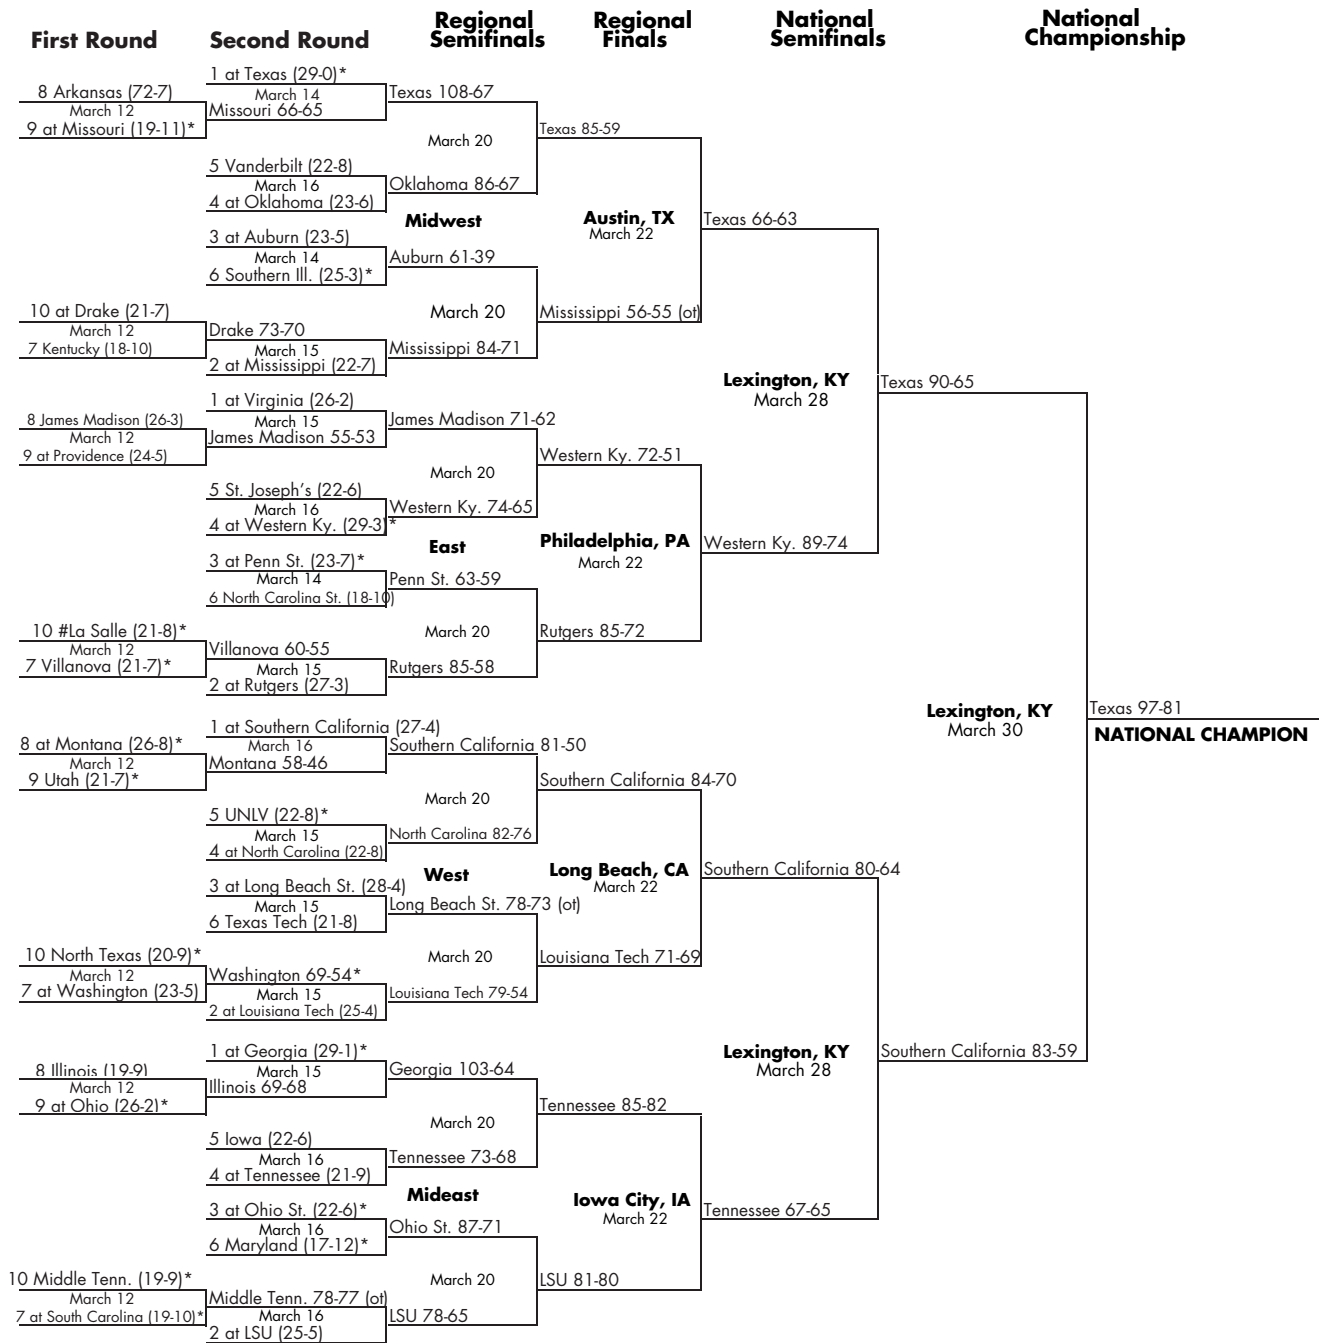 First Round
Second Round
Regional
Semifinals
Regional
Finals
National
Semifinals
National
Championship
8 Arkansas (72-7)
March 12
9 at Missouri (19-11)*
1 at Texas (29-0)*
March 14
Missouri 66-65
Texas 108-67
March 20
5 Vanderbilt (22-8)
March 16
4 at Oklahoma (23-6)
Oklahoma 86-67
Texas 85-59
Midwest
3 at Auburn (23-5)
March 14
6 Southern Ill. (25-3)*
Auburn 61-39
March 20
10 at Drake (21-7)
March 12
7 Kentucky (18-10)
Drake 73-70
March 15
2 at Mississippi (22-7)
Mississippi 84-71
Mississippi 56-55 (ot)
Austin, TX
March 22
Texas 66-63
8 James Madison (26-3)
March 12
9 at Providence (24-5)
1 at Virginia (26-2)
March 15
James Madison 55-53
James Madison 71-62
March 20
5 St. Joseph's (22-6)
March 16
4 at Western Ky. (29-3)*
Western Ky. 74-65
Western Ky. 72-51
East
3 at Penn St. (23-7)*
March 14
6 North Carolina St. (18-10)
Penn St. 63-59
March 20
10 #La Salle (21-8)*
March 12
7 Villanova (21-7)*
Villanova 60-55
March 15
2 at Rutgers (27-3)
Rutgers 85-58
Rutgers 85-72
Philadelphia, PA
March 22
Western Ky. 89-74
Lexington, KY
March 28
Texas 90-65
8 at Montana (26-8)*
March 12
9 Utah (21-7)*
1 at Southern California (27-4)
March 16
Montana 58-46
Southern California 81-50
March 20
5 UNLV (22-8)*
March 15
4 at North Carolina (22-8)
North Carolina 82-76
Southern California 84-70
West
3 at Long Beach St. (28-4)
March 15
6 Texas Tech (21-8)
Long Beach St. 78-73 (ot)
March 20
10 North Texas (20-9)*
March 12
7 at Washington (23-5)
Washington 69-54*
March 15
2 at Louisiana Tech (25-4)
Louisiana Tech 79-54
Louisiana Tech 71-69
Long Beach, CA
March 22
Southern California 80-64
8 Illinois (19-9)
March 12
9 at Ohio (26-2)*
1 at Georgia (29-1)*
March 15
Illinois 69-68
Georgia 103-64
March 20
5 Iowa (22-6)
March 16
4 at Tennessee (21-9)
Tennessee 73-68
Tennessee 85-82
Mideast
3 at Ohio St. (22-6)*
March 16
6 Maryland (17-12)*
Ohio St. 87-71
March 20
10 Middle Tenn. (19-9)*
March 12
7 at South Carolina (19-10)*
Middle Tenn. 78-77 (ot)
March 16
2 at LSU (25-5)
LSU 78-65
LSU 81-80
Iowa City, IA
March 22
Tennessee 67-65
Lexington, KY
March 28
Southern California 83-59
Lexington, KY
March 30
Texas 97-81
NATIONAL CHAMPION